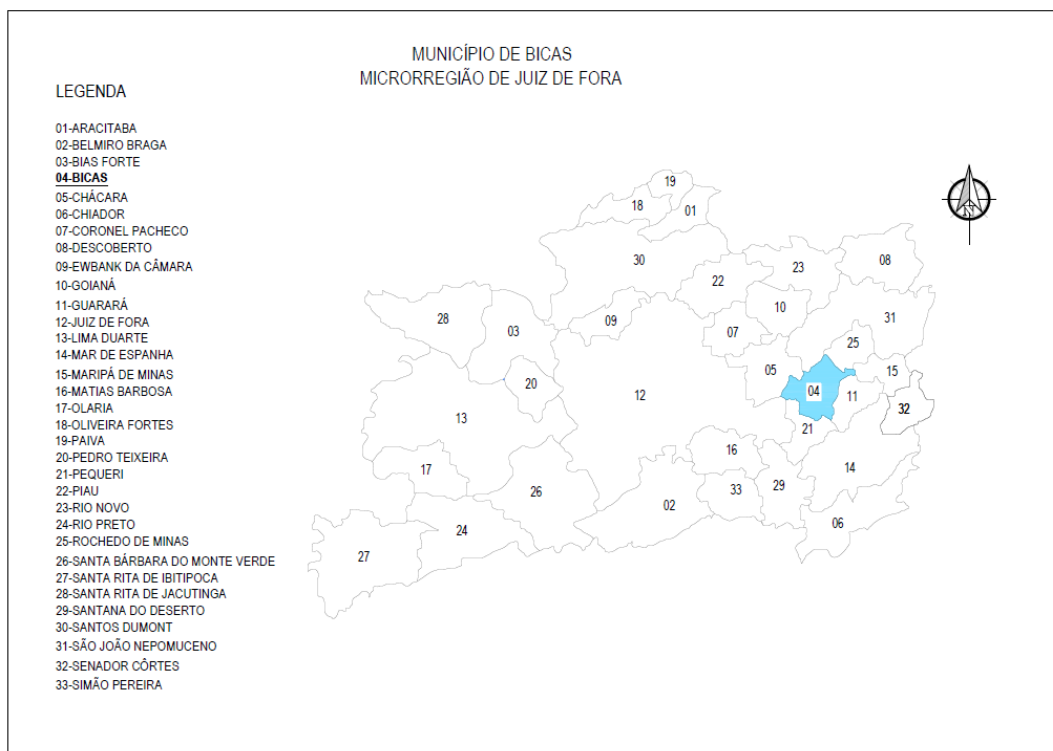 MUNICÍPIO DE BICAS
MICRORREGIÃO DE JUIZ DE FORA
LEGENDA
01-ARACITABA
02-BELMIRO BRAGA
03-BIAS FORTE
04-BICAS
05-CHÁCARA
06-CHIADOR
07-CORONEL PACHECO
08-DESCOBERTO
09-EWBANK DA CÂMARA
10-GOIANÁ
11-GUARARÁ
12-JUIZ DE FORA
13-LIMA DUARTE
14-MAR DE ESPANHA
15-MARIPÁ DE MINAS
16-MATIAS BARBOSA
17-OLARIA
18-OLIVEIRA FORTES
19-PAIVA
20-PEDRO TEIXEIRA
21-PEQUERI
22-PIAU
23-RIO NOVO
24-RIO PRETO
25-ROCHEDO DE MINAS
26-SANTA BÁRBARA DO MONTE VERDE
27-SANTA RITA DE IBITIPOCA
28-SANTA RITA DE JACUTINGA
29-SANTANA DO DESERTO
30-SANTOS DUMONT
31-SÃO JOÃO NEPOMUCENO
32-SENADOR CÔRTES
33-SIMÃO PEREIRA
19
18
01
30
23
08
22
10
28
09
31
03
07
25
05
15
20
04
11
12
32
13
21
16
14
17
29
26
33
02
06
24
27
N